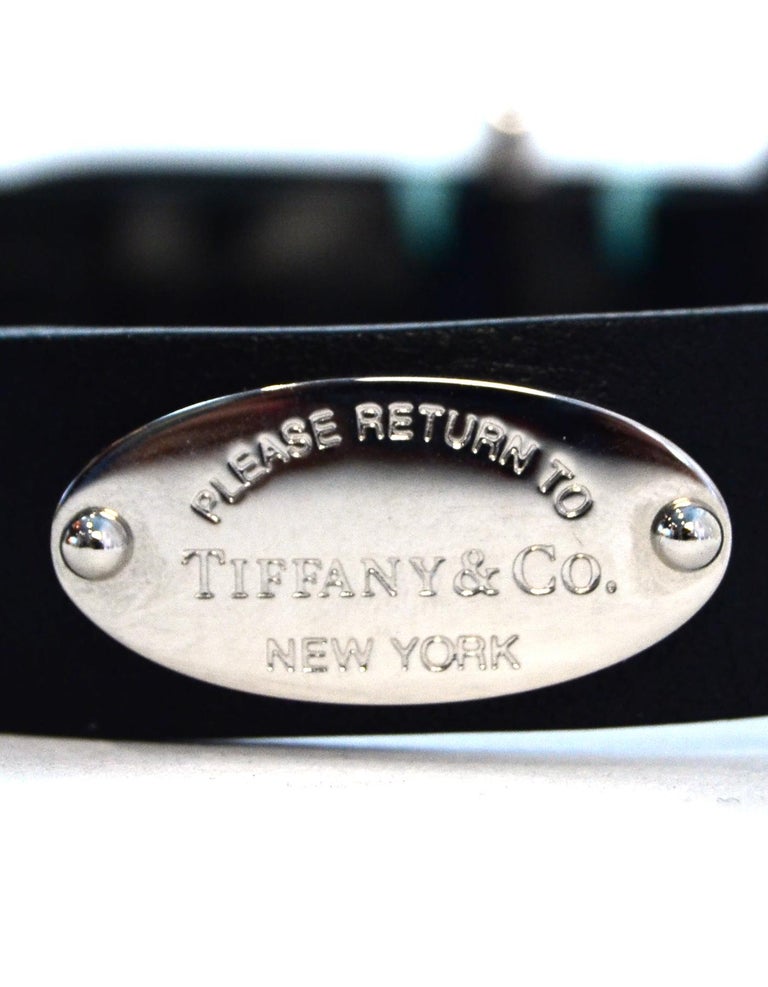 PLEASE RETURN TO
TIFFANY & CO.
NEW YORK